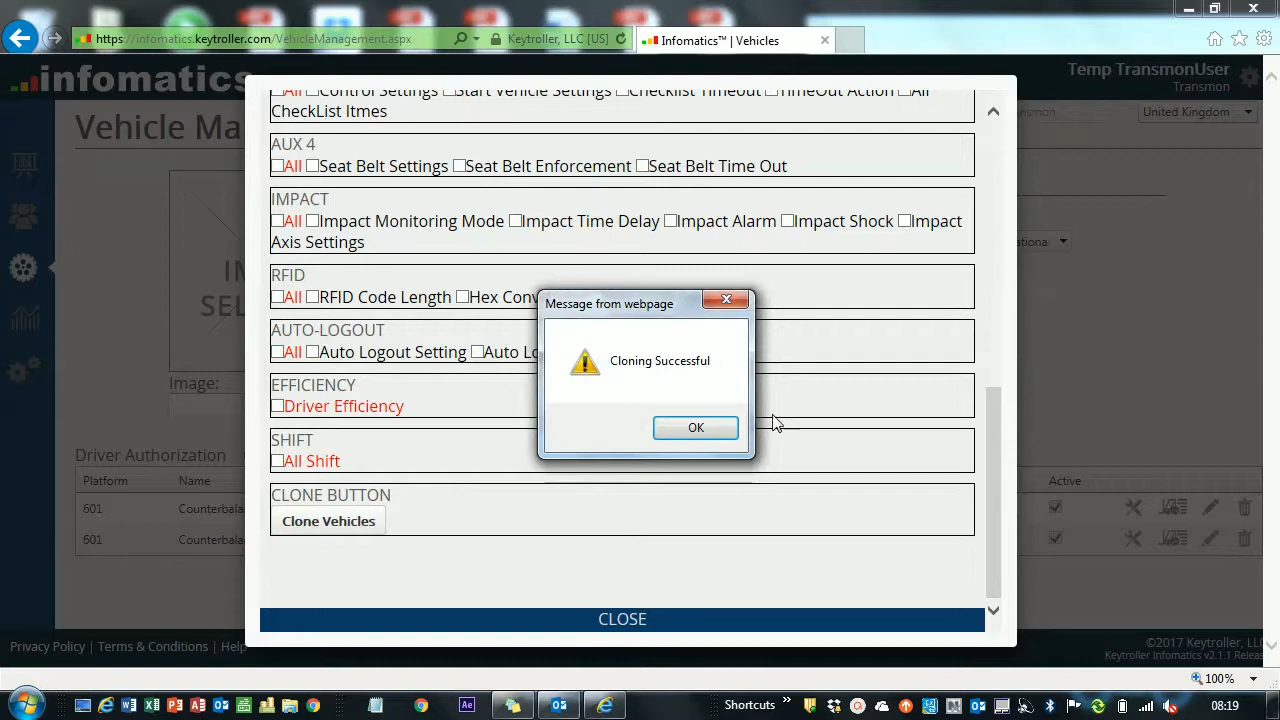 https://infomatics.keytroller.com/VehicleManagement.aspx
Keytroller, LLC [US]
Infomatics™ | Vehicles
infomatics
Temp TransmonUser
Transmon
Vehicle Ma
United Kingdom
All Control Settings Start Vehicle Settings Checklist Timeout TimeOut Action All
CheckList Itmes
AUX 4
All Seat Belt Settings Seat Belt Enforcement Seat Belt Time Out
IMPACT
All Impact Monitoring Mode Impact Time Delay Impact Alarm Impact Shock Impact
Axis Settings
RFID
All RFID Code Length Hex Conv
AUTO-LOGOUT
All Auto Logout Setting Auto Lo
EFFICIENCY
Driver Efficiency
SHIFT
All Shift
CLONE BUTTON
Clone Vehicles
CLOSE
Message from webpage
Cloning Successful
OK
Image:
Driver Authorization
Platform Name Active
601 Counterbala
601 Counterbala
Privacy Policy | Terms & Conditions | Help
©2017 Keytroller, LLC
Keytroller Infomatics v2.1.1 Releas
100%
Shortcuts
08:19